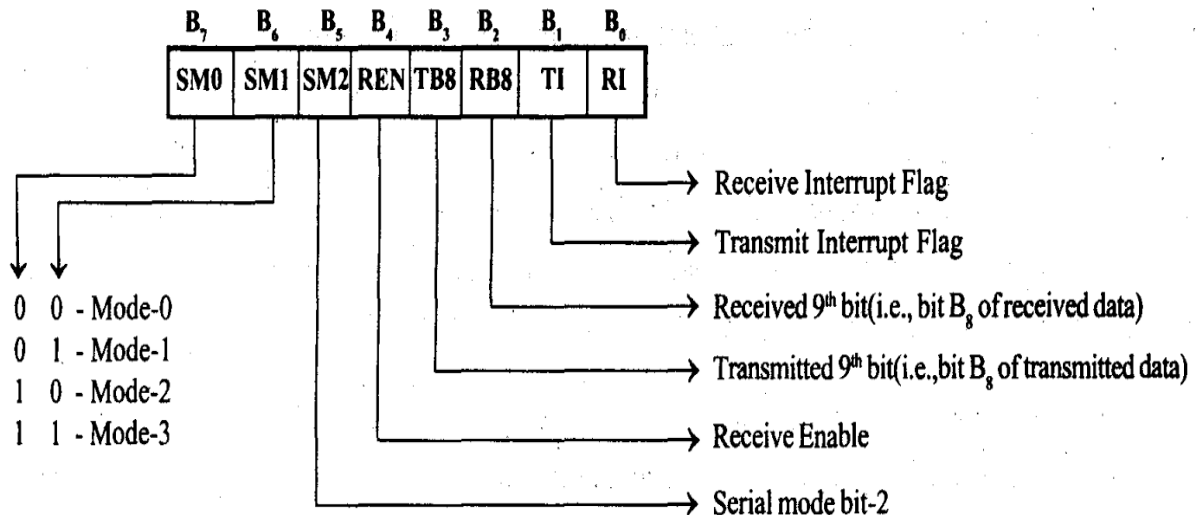 B₇ B₆ B₅ B₄ B₃ B₂ B₁ B₀
SM0 SM1 SM2 REN TB8 RB8 TI RI
Receive Interrupt Flag
Transmit Interrupt Flag
Received 9th bit(i.e., bit B₈ of received data)
Transmitted 9th bit(i.e.,bit B₈ of transmitted data)
Receive Enable
Serial mode bit-2
0 0 - Mode-0
0 1 - Mode-1
1 0 - Mode-2
1 1 - Mode-3